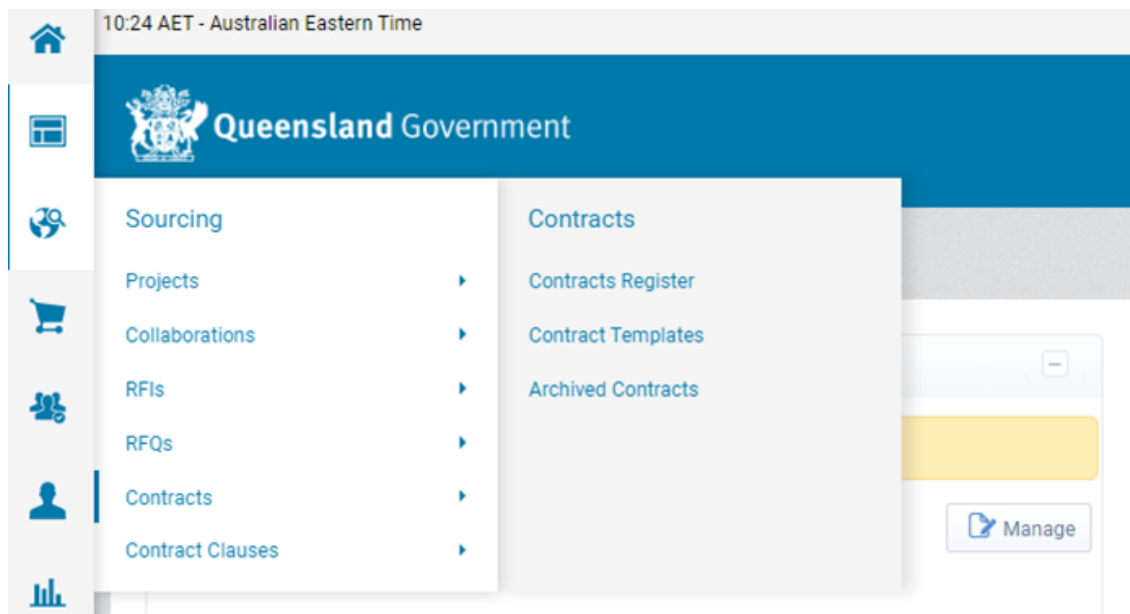 10:24 AET - Australian Eastern Time
Queensland Government
Sourcing
Projects
Collaborations
RFIs
RFQs
Contracts
Contract Clauses
Contracts
Contracts Register
Contract Templates
Archived Contracts
Manage